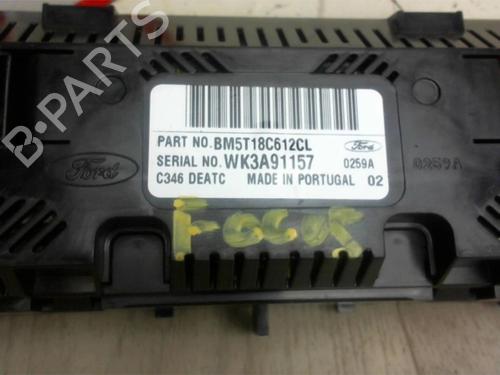 B-PARTS
PART NO. BM5T18C612CL
Ford
SERIAL NO. WK3A91157
0259A
C346 DEATC MADE IN PORTUGAL 02
Ford
0259A
FOCUS